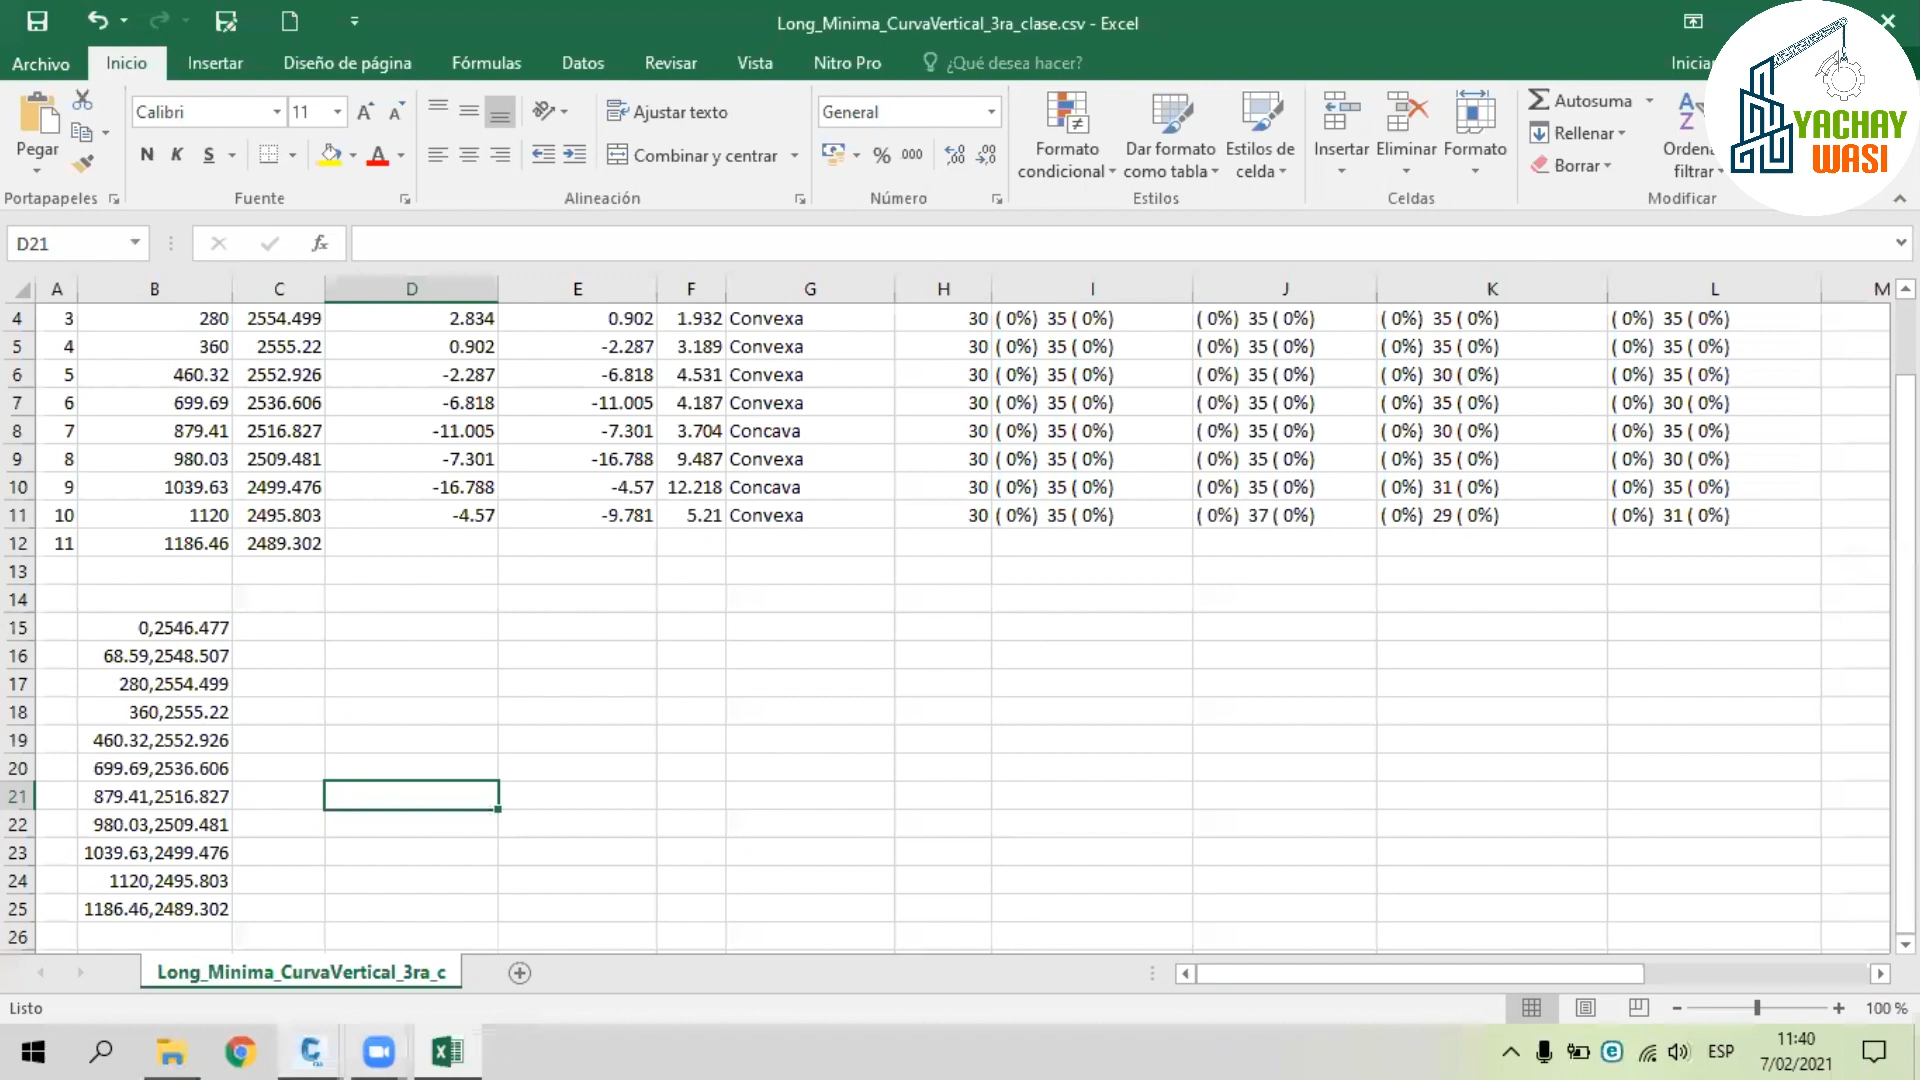 Long_Minima_CurvaVertical_3ra_clase.csv - Excel
Archivo Inicio Insertar Diseño de página Fórmulas Datos Revisar Vista Nitro Pro ¿Qué desea hacer?
YACHAY
WASI
Pegar
Calibri 11
N K S
Ajustar texto
Combinar y centrar
General
% 000
Formato condicional
Dar formato como tabla
Estilos de celda
Insertar Eliminar Formato
Autosuma
Rellenar
Borrar
filtrar
Portapapeles Fuente Alineación Número Estilos Celdas Modificar
D21 fx
A B C D E F G H I J K L M
4 3 280 2554.499 2.834 0.902 1.932 Convexa 30 ( 0%) 35 ( 0%) ( 0%) 35 ( 0%) ( 0%) 35 ( 0%) ( 0%) 35 ( 0%)
5 4 360 2555.22 0.902 -2.287 3.189 Convexa 30 ( 0%) 35 ( 0%) ( 0%) 35 ( 0%) ( 0%) 35 ( 0%) ( 0%) 35 ( 0%)
6 5 460.32 2552.926 -2.287 -6.818 4.531 Convexa 30 ( 0%) 35 ( 0%) ( 0%) 35 ( 0%) ( 0%) 30 ( 0%) ( 0%) 35 ( 0%)
7 6 699.69 2536.606 -6.818 -11.005 4.187 Convexa 30 ( 0%) 35 ( 0%) ( 0%) 35 ( 0%) ( 0%) 35 ( 0%) ( 0%) 30 ( 0%)
8 7 879.41 2516.827 -11.005 -7.301 3.704 Concava 30 ( 0%) 35 ( 0%) ( 0%) 35 ( 0%) ( 0%) 30 ( 0%) ( 0%) 35 ( 0%)
9 8 980.03 2509.481 -7.301 -16.788 9.487 Convexa 30 ( 0%) 35 ( 0%) ( 0%) 35 ( 0%) ( 0%) 35 ( 0%) ( 0%) 30 ( 0%)
10 9 1039.63 2499.476 -16.788 -4.57 12.218 Concava 30 ( 0%) 35 ( 0%) ( 0%) 35 ( 0%) ( 0%) 31 ( 0%) ( 0%) 35 ( 0%)
11 10 1120 2495.803 -4.57 -9.781 5.21 Convexa 30 ( 0%) 35 ( 0%) ( 0%) 37 ( 0%) ( 0%) 29 ( 0%) ( 0%) 31 ( 0%)
12 11 1186.46 2489.302
13
14
15 0,2546.477
16 68.59,2548.507
17 280,2554.499
18 360,2555.22
19 460.32,2552.926
20 699.69,2536.606
21 879.41,2516.827
22 980.03,2509.481
23 1039.63,2499.476
24 1120,2495.803
25 1186.46,2489.302
26
Long_Minima_CurvaVertical_3ra_c
Listo
100 %
ESP
11:40
7/02/2021